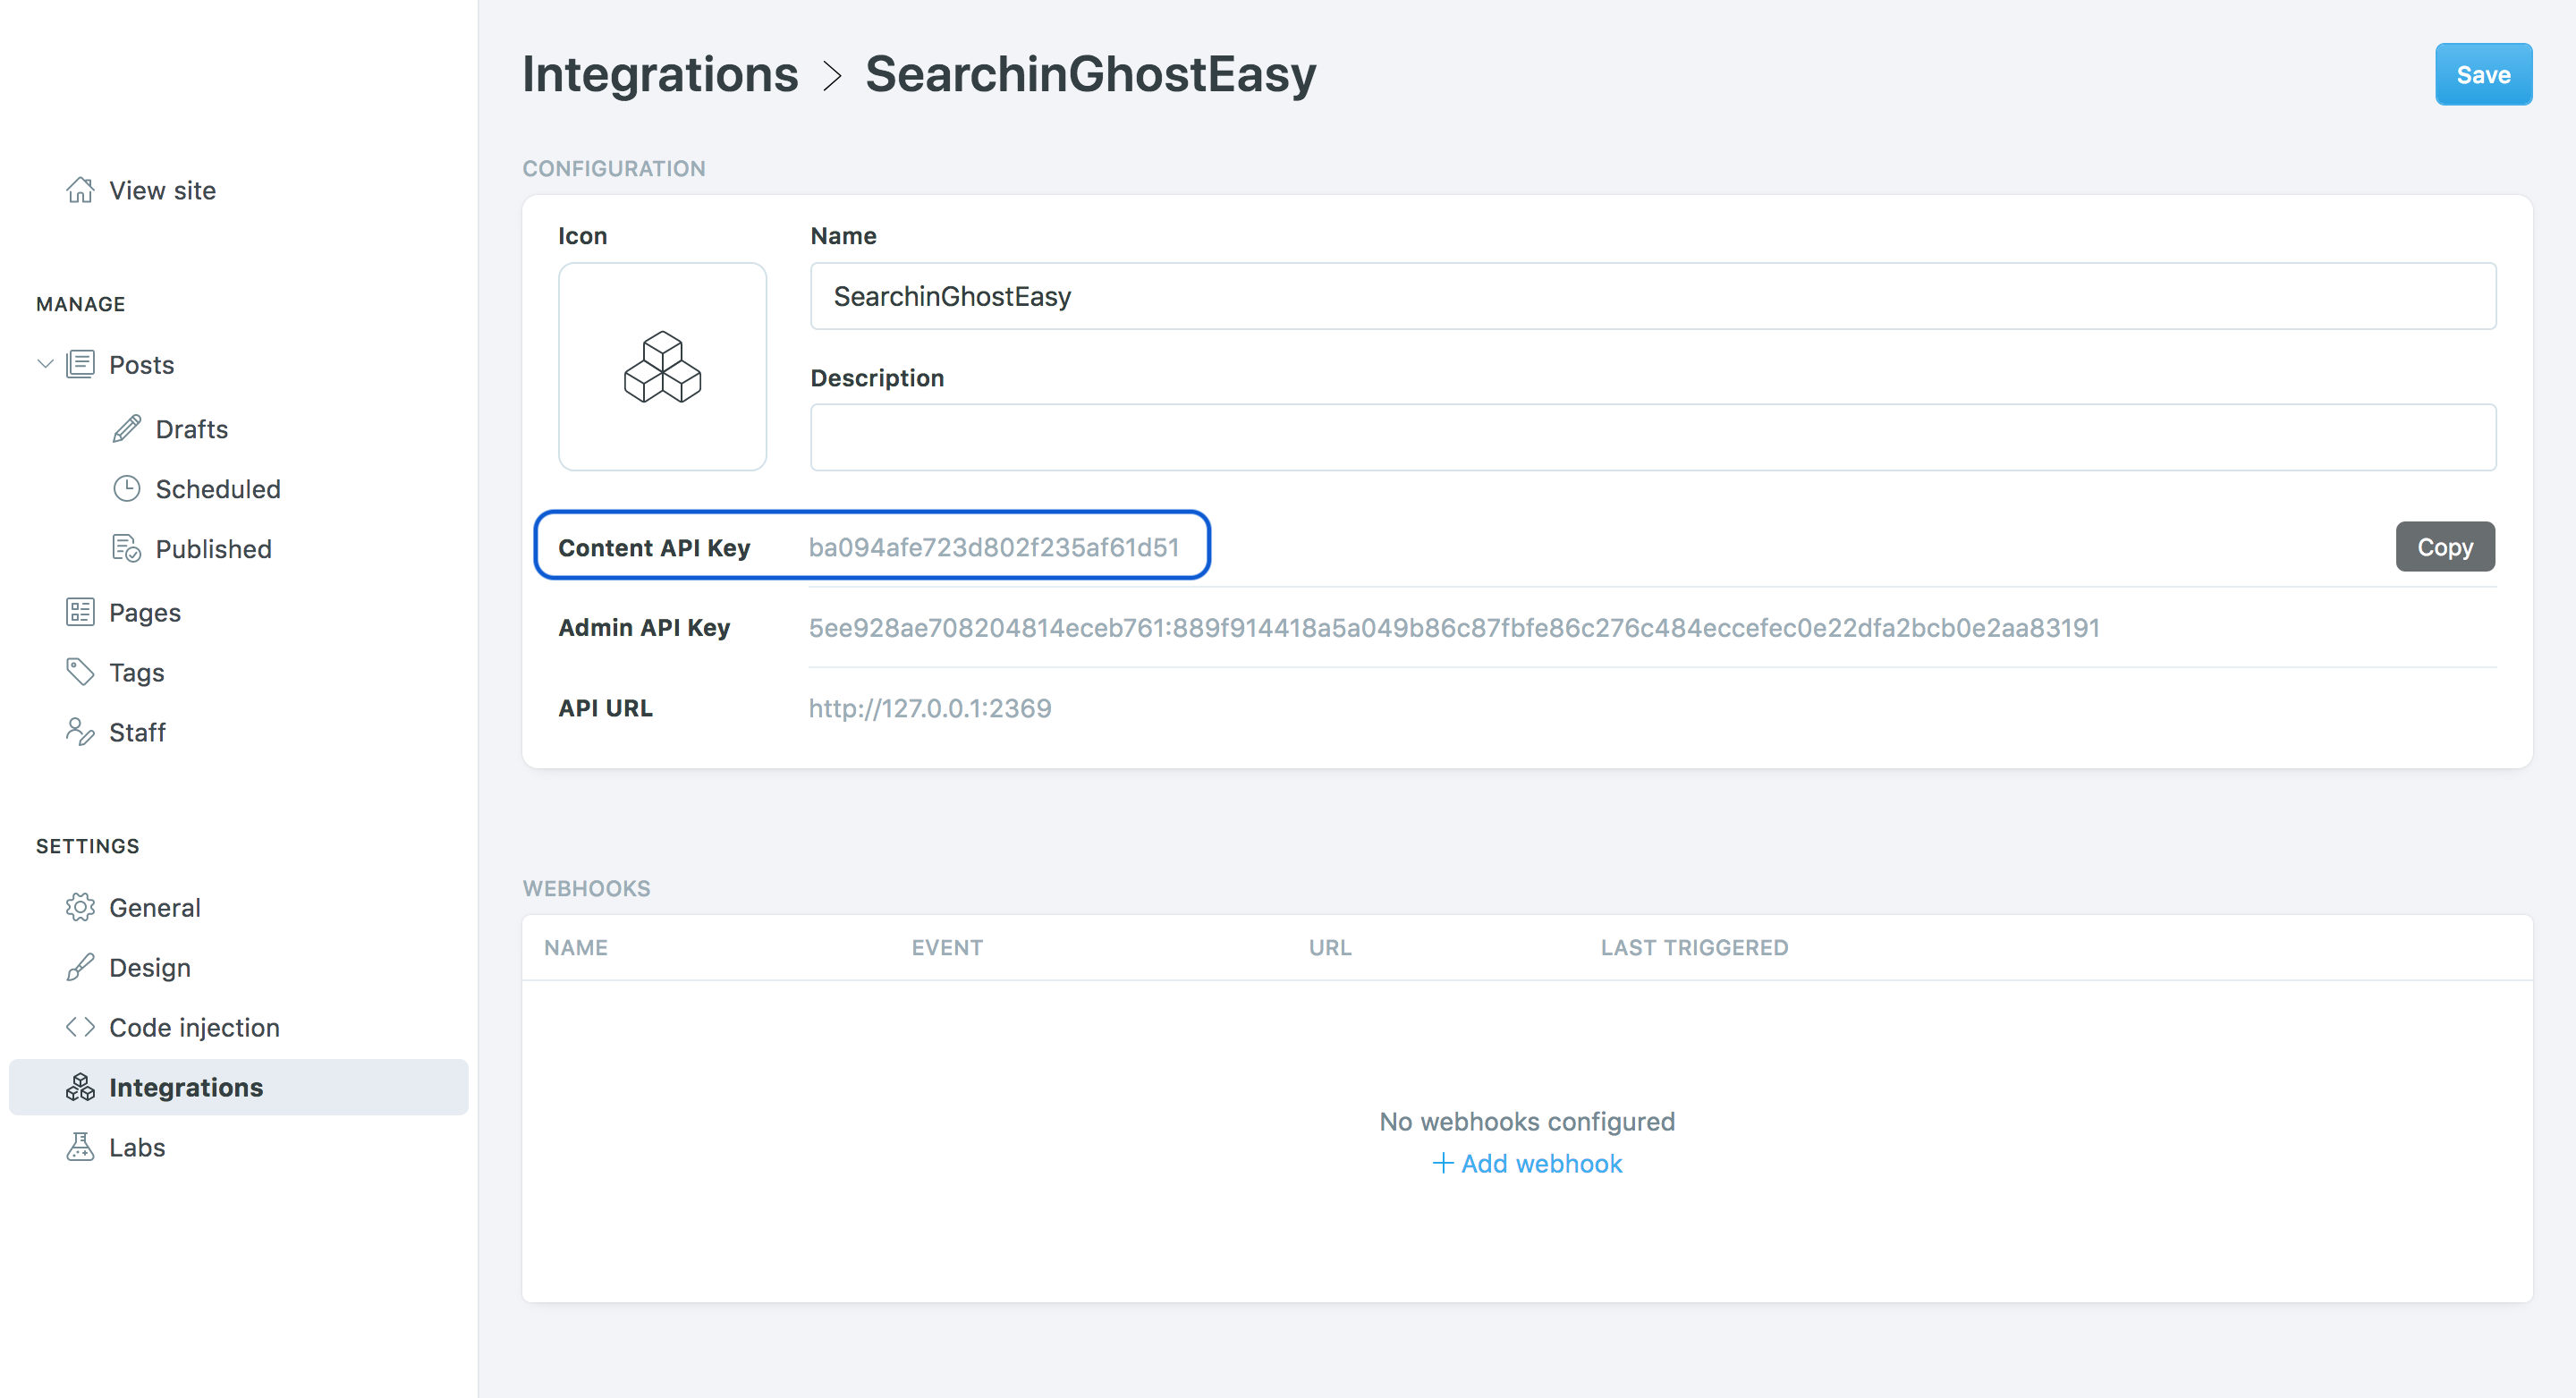 View site
MANAGE
Posts
Drafts
Scheduled
Published
Pages
Tags
Staff
SETTINGS
General
Design
Code injection
Integrations
Labs
Integrations > SearchinGhostEasy
Save
CONFIGURATION
Icon
Name
SearchinGhostEasy
Description
Content API Key ba094afe723d802f235af61d51
Copy
Admin API Key 5ee928ae708204814eceb761:889f914418a5a049b86c87fbfe86c276c484eccefec0e22dfa2bcb0e2aa83191
API URL http://127.0.0.1:2369
WEBHOOKS
NAME EVENT URL LAST TRIGGERED
No webhooks configured
+ Add webhook